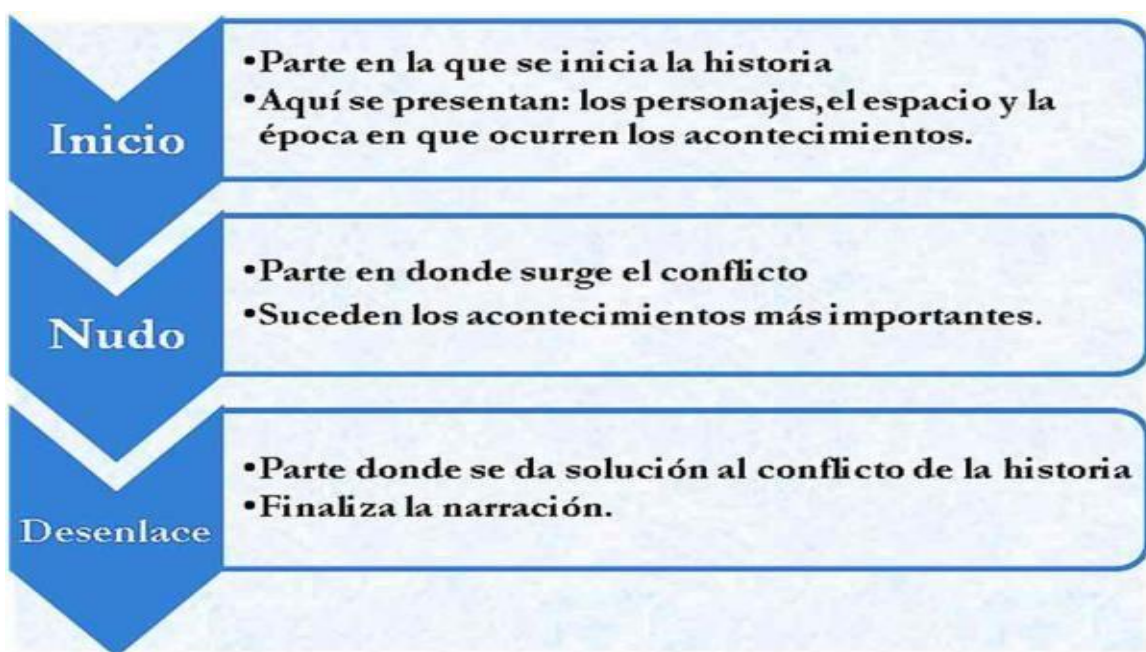 Inicio
•Parte en la que se inicia la historia
•Aquí se presentan: los personajes,el espacio y la
época en que ocurren los acontecimientos.
Nudo
•Parte en donde surge el conflicto
•Suceden los acontecimientos más importantes.
Desenlace
•Parte donde se da solución al conflicto de la historia
•Finaliza la narración.